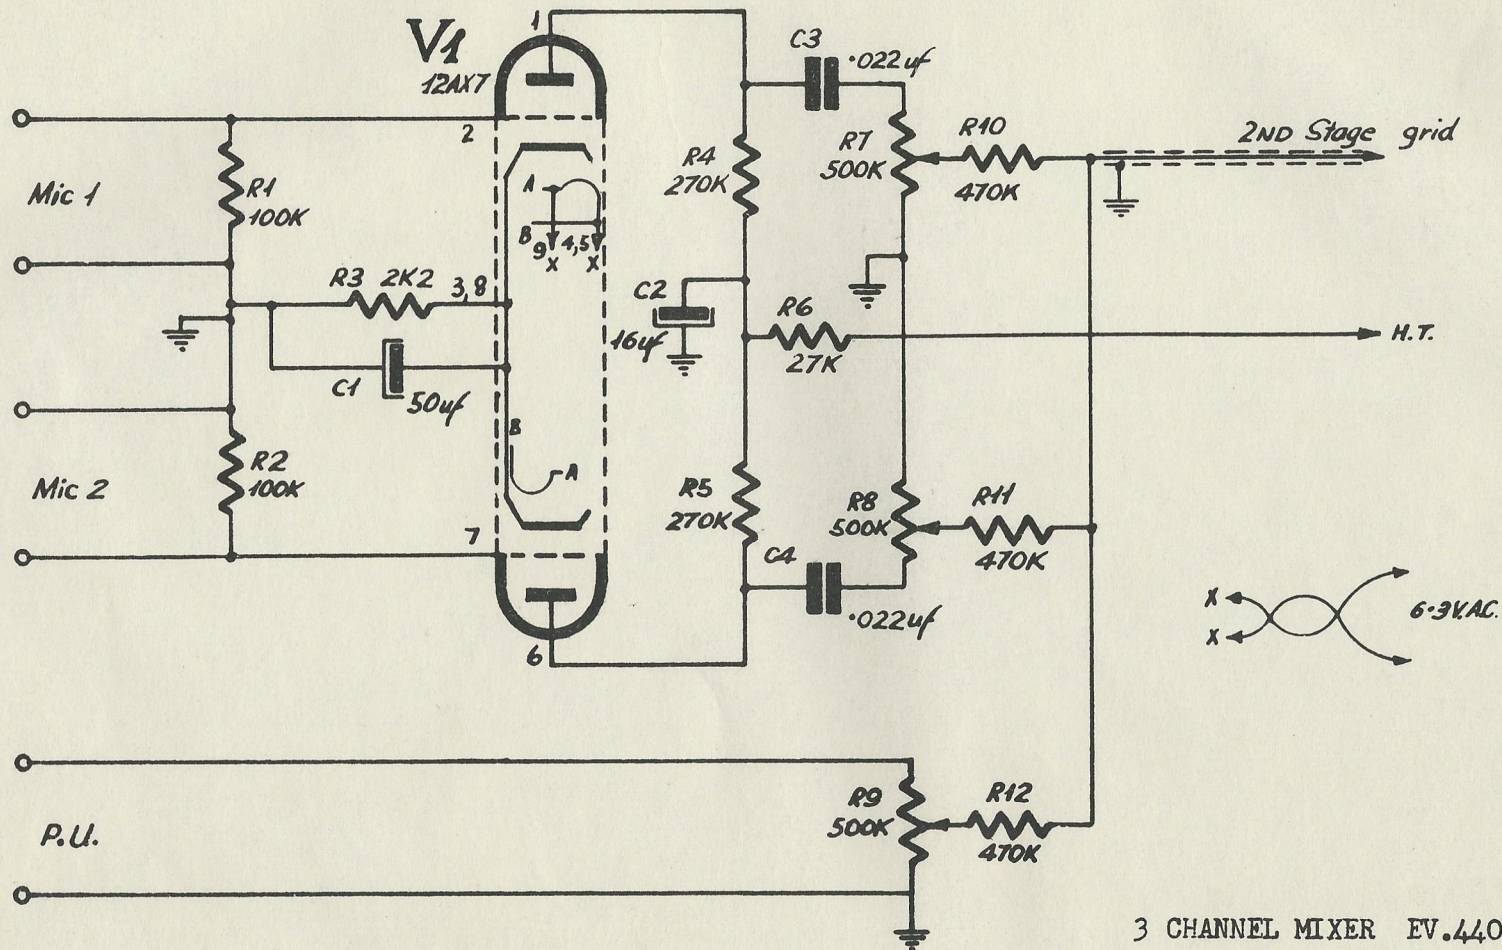 V1
12AX7
1
2
Mic 1
R1
100K
A
B
9
4,5
X
X
R3 2K2
3,8
C1
50uf
B
A
Mic 2
R2
100K
7
6
C3
.022uf
R4
270K
R7
500K
R10
470K
2ND Stage grid
C2
16uf
R6
27K
H.T.
R5
270K
R8
500K
R11
470K
C4
.022uf
X
X
6.3V.AC.
P.U.
R9
500K
R12
470K
3 CHANNEL MIXER EV.440